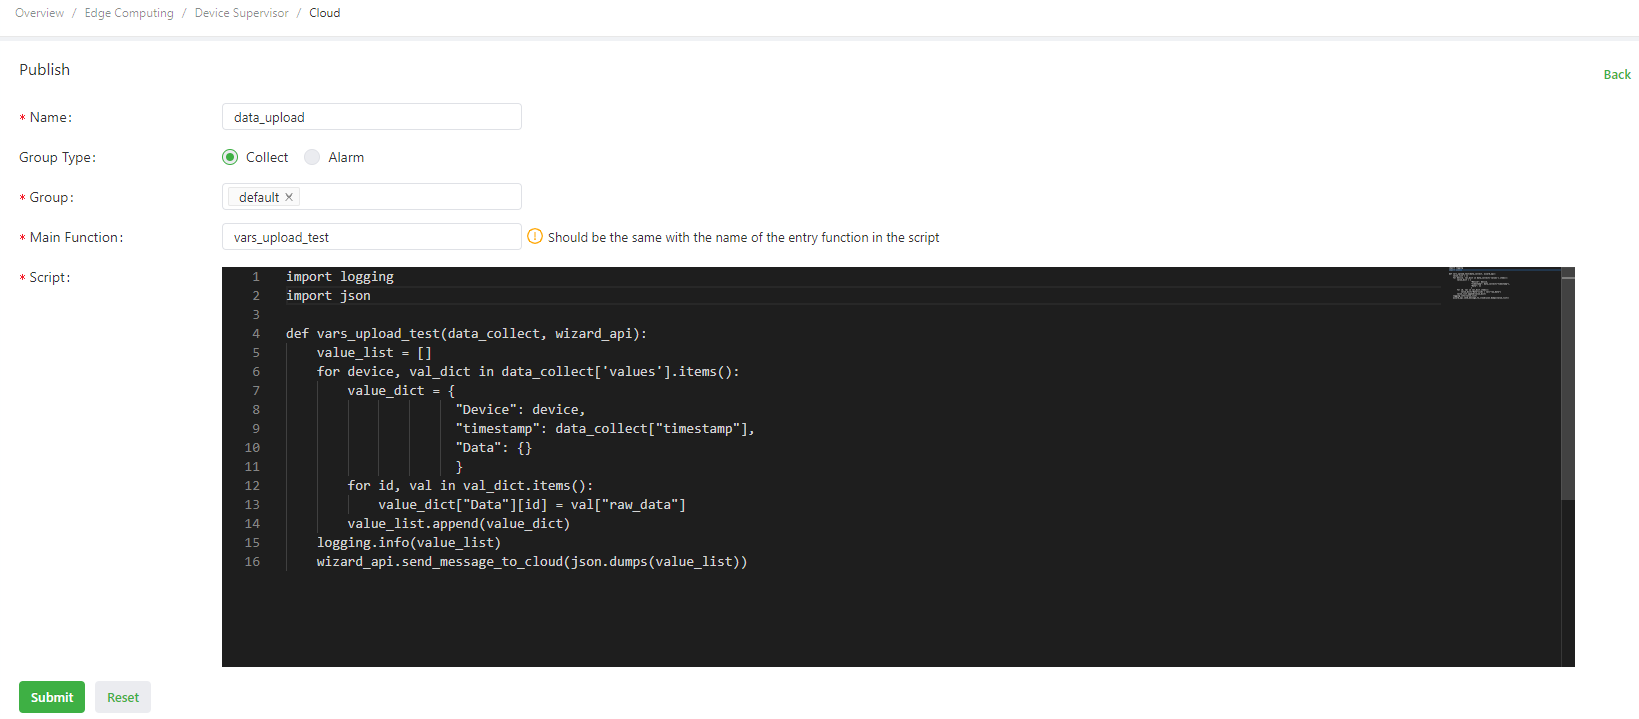 Overview / Edge Computing / Device Supervisor / Cloud
Publish
Back
* Name: data_upload
Group Type: Collect Alarm
* Group: default ×
* Main Function: vars_upload_test Should be the same with the name of the entry function in the script
* Script:
1 import logging
2 import json
3
4 def vars_upload_test(data_collect, wizard_api):
5     value_list = []
6     for device, val_dict in data_collect['values'].items():
7         value_dict = {
8                       "Device": device,
9                       "timestamp": data_collect["timestamp"],
10                       "Data": {}
11                       }
12         for id, val in val_dict.items():
13             value_dict["Data"][id] = val["raw_data"]
14         value_list.append(value_dict)
15     logging.info(value_list)
16     wizard_api.send_message_to_cloud(json.dumps(value_list))
Submit Reset